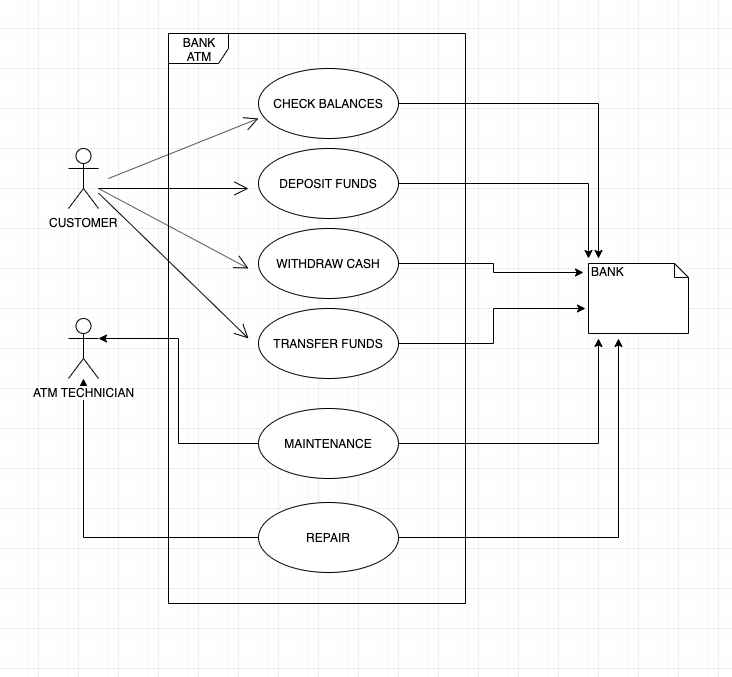 BANK
ATM
CHECK BALANCES
DEPOSIT FUNDS
CUSTOMER
WITHDRAW CASH
BANK
TRANSFER FUNDS
ATM TECHNICIAN
MAINTENANCE
REPAIR